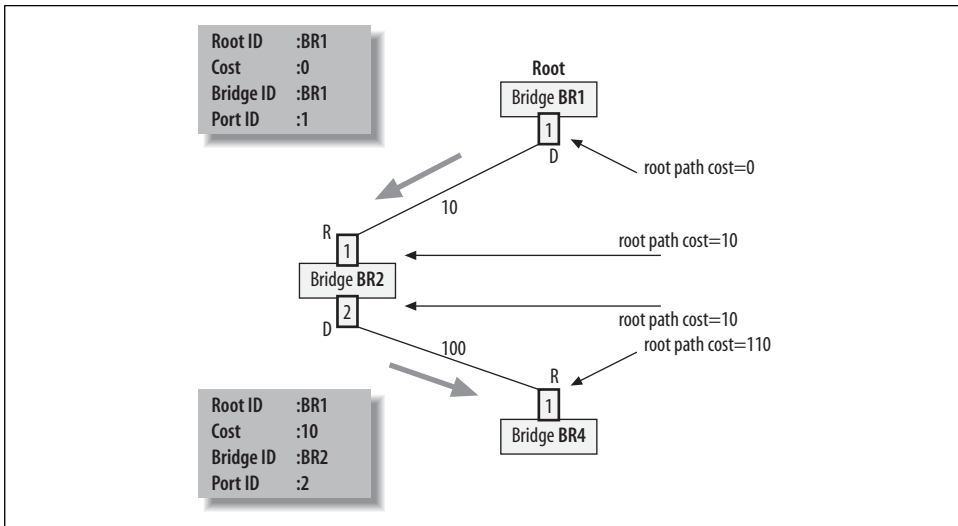 Root ID :BR1
Cost :0
Bridge ID :BR1
Port ID :1
Root
Bridge BR1
1
D
root path cost=0
10
R
1
root path cost=10
Bridge BR2
2
D
root path cost=10
100
root path cost=110
R
1
Bridge BR4
Root ID :BR1
Cost :10
Bridge ID :BR2
Port ID :2